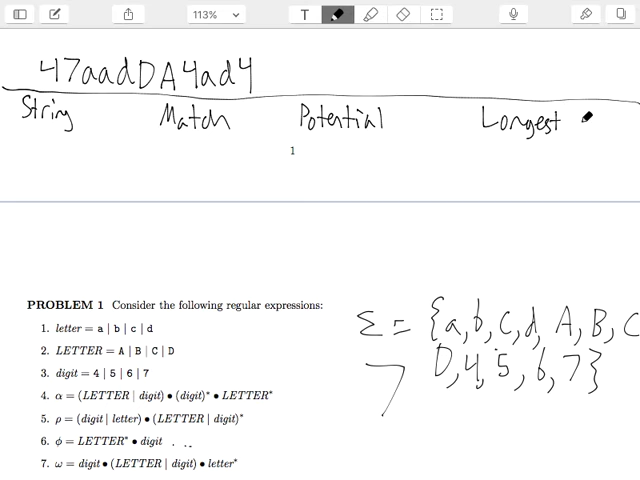 113%
T
47aadDA4ad4
String Match Potential Longest
1
PROBLEM 1 Consider the following regular expressions:
1. letter = a | b | c | d
2. LETTER = A | B | C | D
3. digit = 4 | 5 | 6 | 7
4. α = (LETTER | digit) • (digit)* • LETTER*
5. ρ = (digit | letter) • (LETTER | digit)*
6. ϕ = LETTER* • digit
7. ω = digit • (LETTER | digit) • letter*
Σ = {a, b, c, d, A, B, C
D, 4, 5, 6, 7}